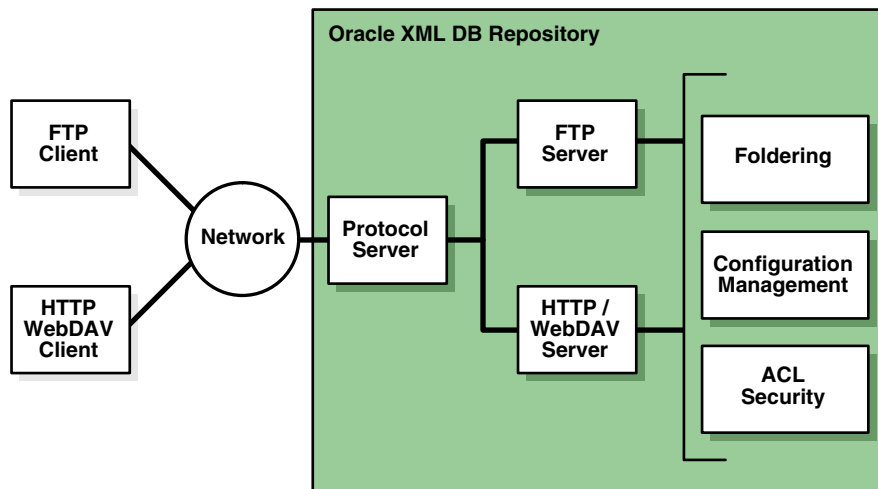 Oracle XML DB Repository
FTP
Client
HTTP
WebDAV
Client
Network
Protocol
Server
FTP
Server
HTTP /
WebDAV
Server
Foldering
Configuration
Management
ACL
Security